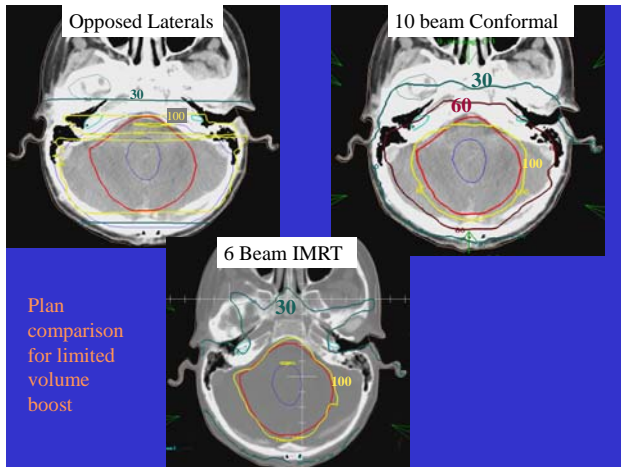 Opposed Laterals
10 beam Conformal
30
100
30
60
100
6 Beam IMRT
30
100
Plan
comparison
for limited
volume
boost